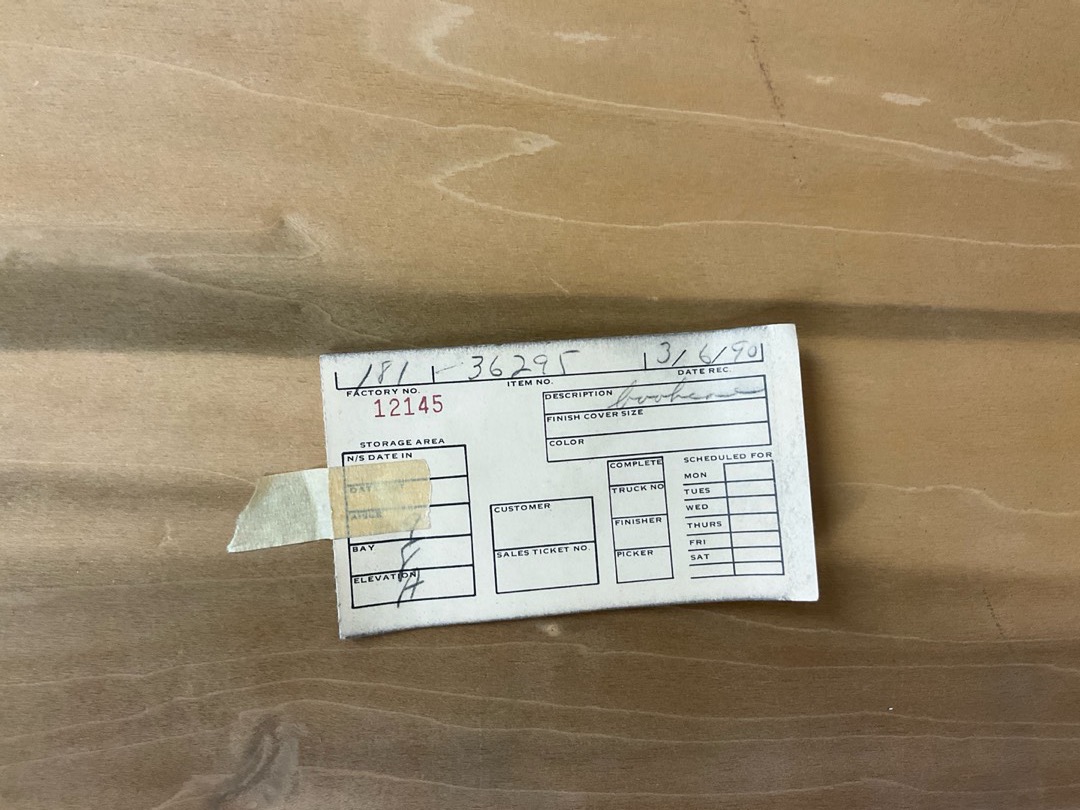 181 - 36295 3/6/90
FACTORY NO. ITEM NO. DATE REC.
12145
DESCRIPTION
FINISH COVER SIZE
COLOR
STORAGE AREA
N/S DATE IN
DAY
AISLE
BAY
ELEVATION
H
CUSTOMER
SALES TICKET NO.
COMPLETE
TRUCK NO
FINISHER
PICKER
SCHEDULED FOR
MON
TUES
WED
THURS
FRI
SAT